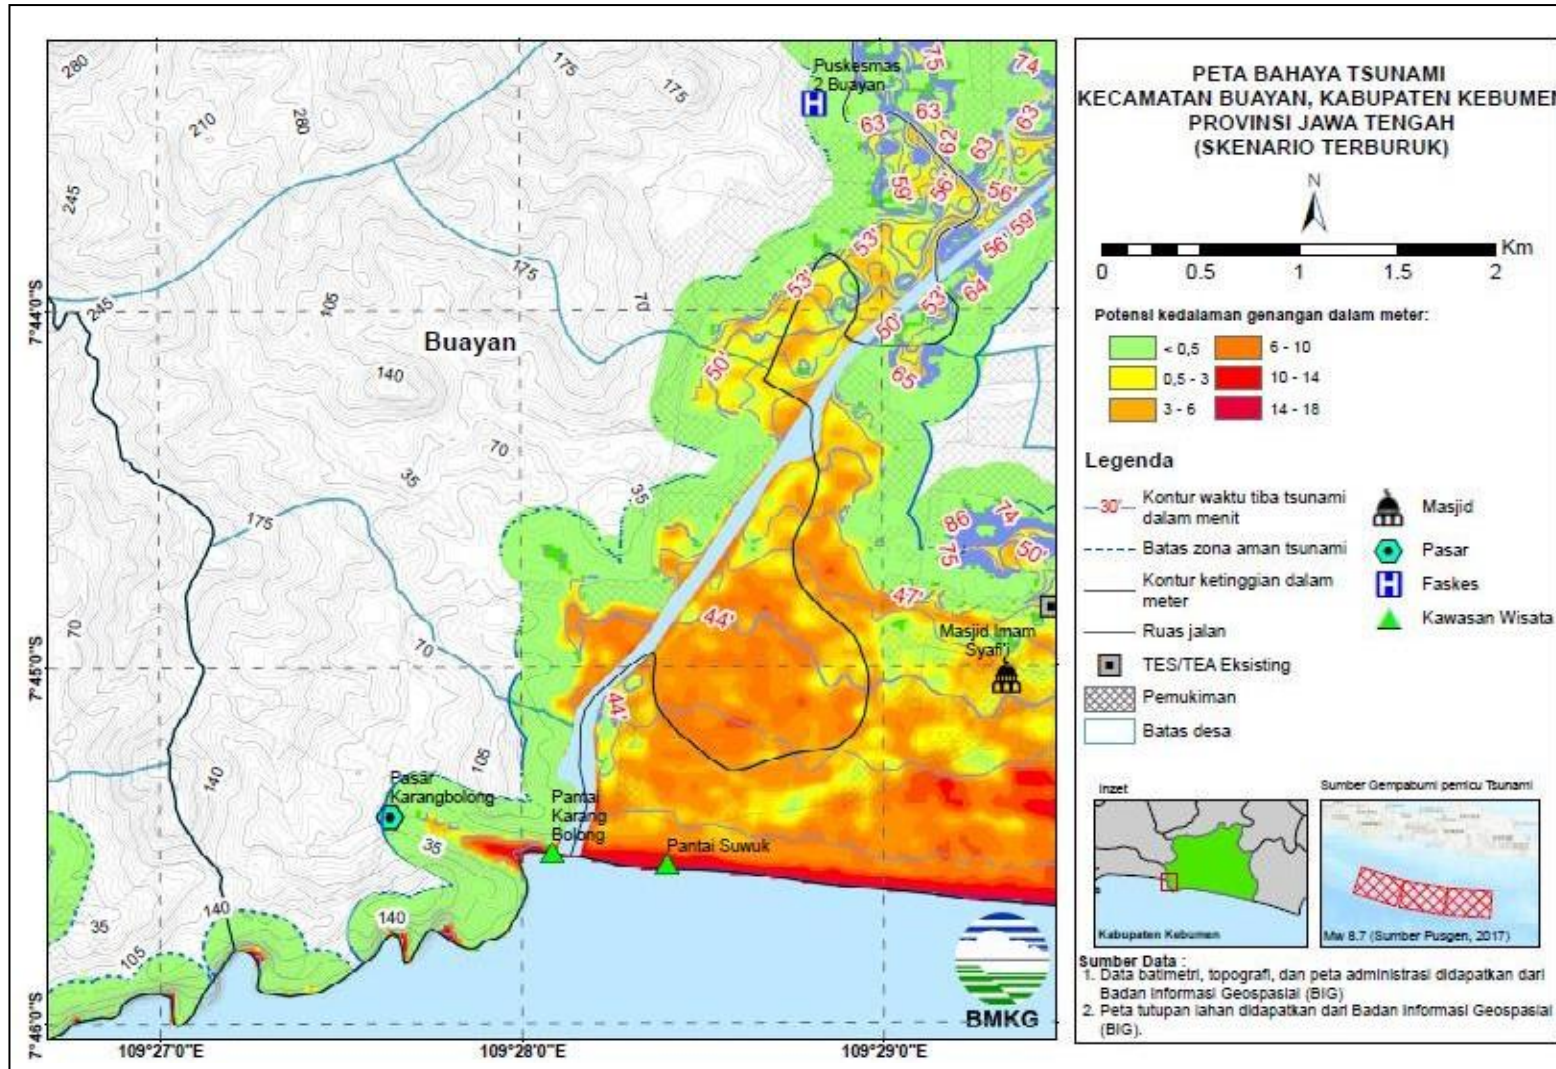 PETA BAHAYA TSUNAMI
KECAMATAN BUAYAN, KABUPATEN KEBUMEN
PROVINSI JAWA TENGAH
(SKENARIO TERBURUK)
N
Km
0 0.5 1 1.5 2
Potensi kedalaman genangan dalam meter:
< 0,5
6 - 10
0,5 - 3
10 - 14
3 - 6
14 - 18
Legenda
30'
Kontur waktu tiba tsunami
dalam menit
Batas zona aman tsunami
Kontur ketinggian dalam
meter
Ruas jalan
TES/TEA Eksisting
Pemukiman
Batas desa
Masjid
Pasar
Faskes
Kawasan Wisata
Inzet
Kabupaten Kebumen
Sumber Gempabumi pemicu Tsunami
Mw 8.7 (Sumber Pusgen, 2017)
Sumber Data :
1. Data batimetri, topografi, dan peta administrasi didapatkan dari
Badan Informasi Geospasial (BIG)
2. Peta tutupan lahan didapatkan dari Badan Informasi Geospasial
(BIG).
280
175
175
75
74
Puskesmas
2 Buayan
H
210
280
63
63
62
63
63
245
59'
56'
56'
59'
53'
56'
175
53'
64
245
105
70
53'
50'
Buayan
140
50'
65
70
35
35
175
86
74
75
50'
70
70
44'
47'
Masjid Imam
Syafi'i
44'
140
105
Pasar
Karangbolong
Pantai
Karang
Bolong
35
Pantai Suwuk
140
140
35
105
BMKG
7°44'0"S
7°45'0"S
7°46'0"S
109°27'0"E
109°28'0"E
109°29'0"E